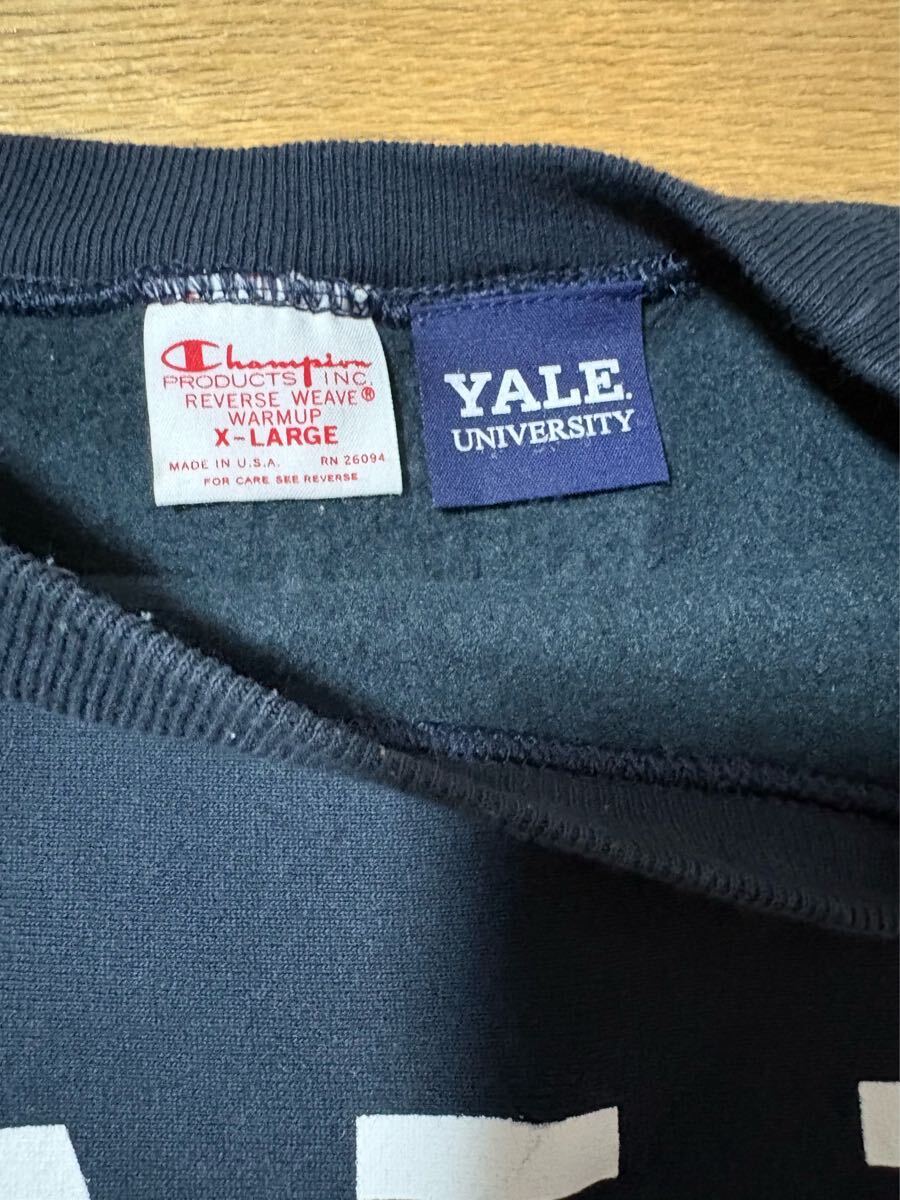 Champion
PRODUCTS INC.
REVERSE WEAVE®
WARMUP
X-LARGE
MADE IN U.S.A. RN 26094
FOR CARE SEE REVERSE
YALE.
UNIVERSITY